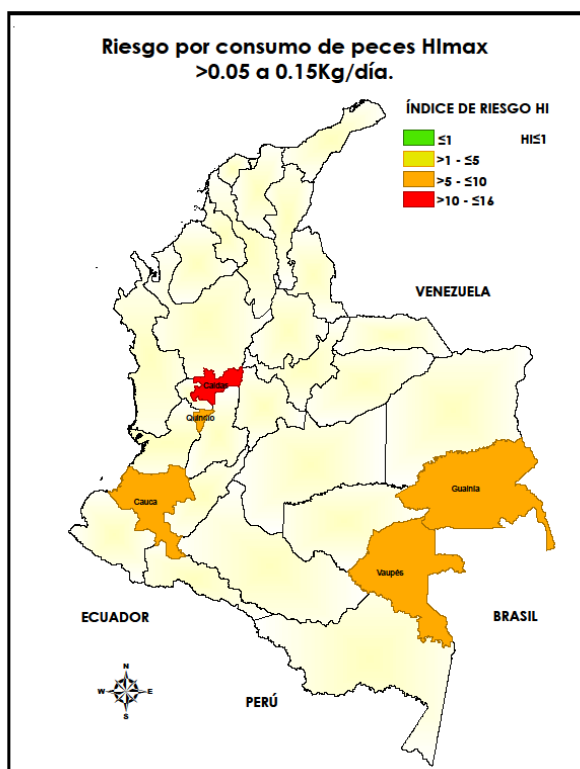 Riesgo por consumo de peces HImax
>0.05 a 0.15Kg/día.
ÍNDICE DE RIESGO HI
≤1 HI≤1
>1 - ≤5
>5 - ≤10
>10 - ≤16
VENEZUELA
Caldas
Quindío
Guainía
Cauca
Vaupés
ECUADOR
BRASIL
N
W E
S
PERÚ